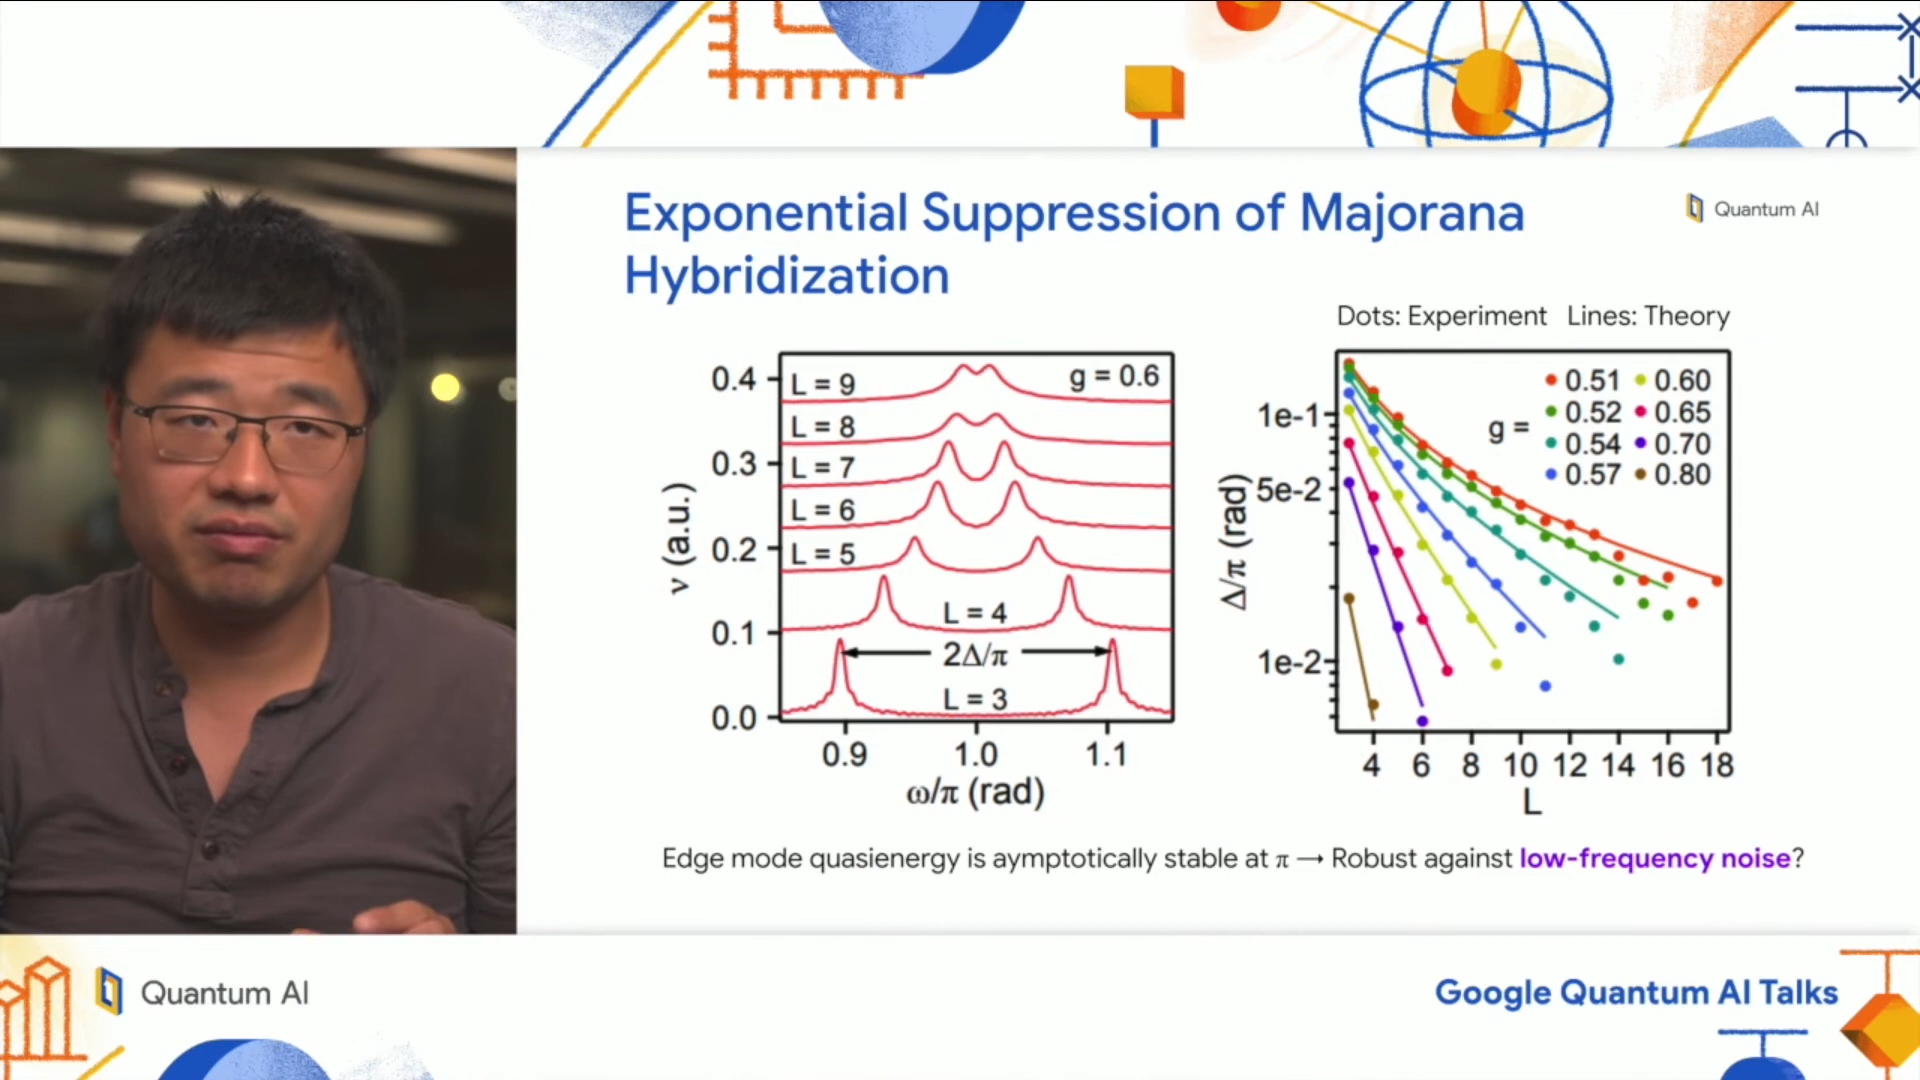 Exponential Suppression of Majorana
Hybridization
Quantum AI
Dots: Experiment Lines: Theory
ν (a.u.)
0.4
0.3
0.2
0.1
0.0
L = 9
g = 0.6
L = 8
L = 7
L = 6
L = 5
L = 4
2Δ/π
L = 3
0.9 1.0 1.1
ω/π (rad)
Δ/π (rad)
1e-1
5e-2
1e-2
g =
0.51 0.60
0.52 0.65
0.54 0.70
0.57 0.80
4 6 8 10 12 14 16 18
L
Edge mode quasienergy is aymptotically stable at π → Robust against low-frequency noise?
Quantum AI
Google Quantum AI Talks